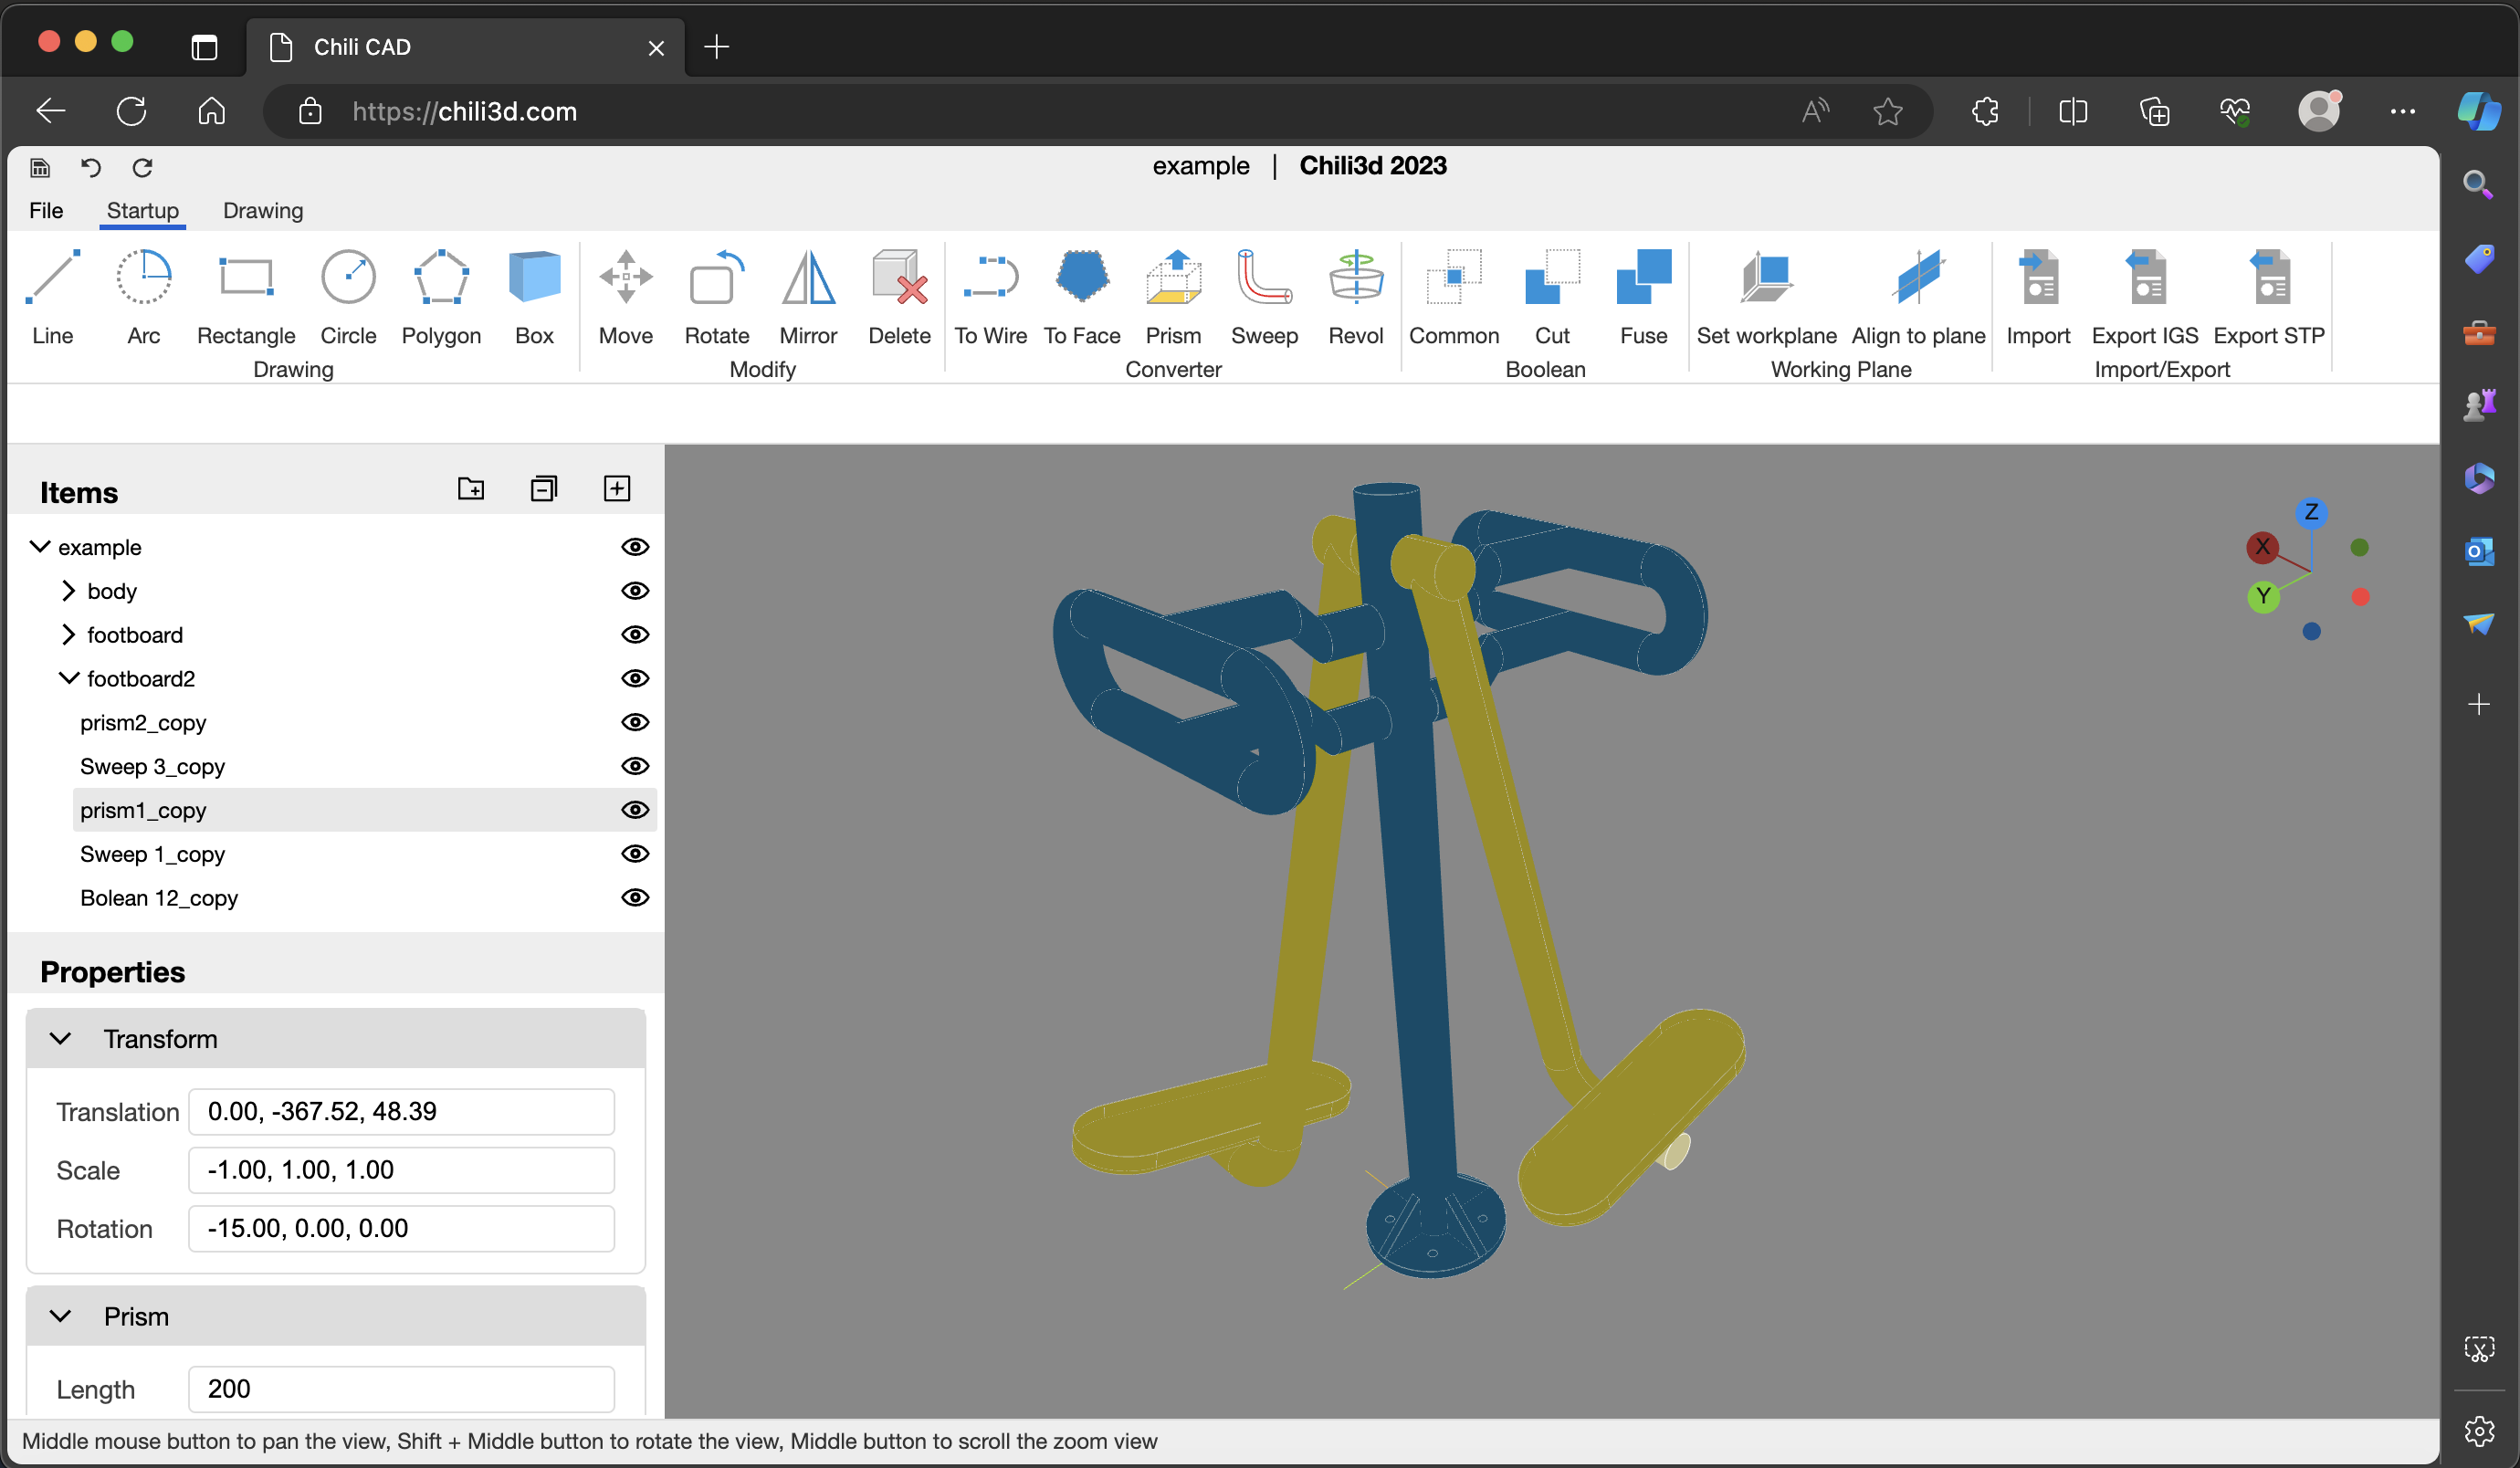 Chili CAD
https://chili3d.com
example | Chili3d 2023
File Startup Drawing
Line Arc Rectangle Circle Polygon Box Move Rotate Mirror Delete To Wire To Face Prism Sweep Revol Common Cut Fuse Set workplane Align to plane Import Export IGS Export STP
Drawing Modify Converter Boolean Working Plane Import/Export
Items
example
body
footboard
footboard2
prism2_copy
Sweep 3_copy
prism1_copy
Sweep 1_copy
Bolean 12_copy
Z
X
Y
Properties
Transform
Translation 0.00, -367.52, 48.39
Scale -1.00, 1.00, 1.00
Rotation -15.00, 0.00, 0.00
Prism
Length 200
Middle mouse button to pan the view, Shift + Middle button to rotate the view, Middle button to scroll the zoom view